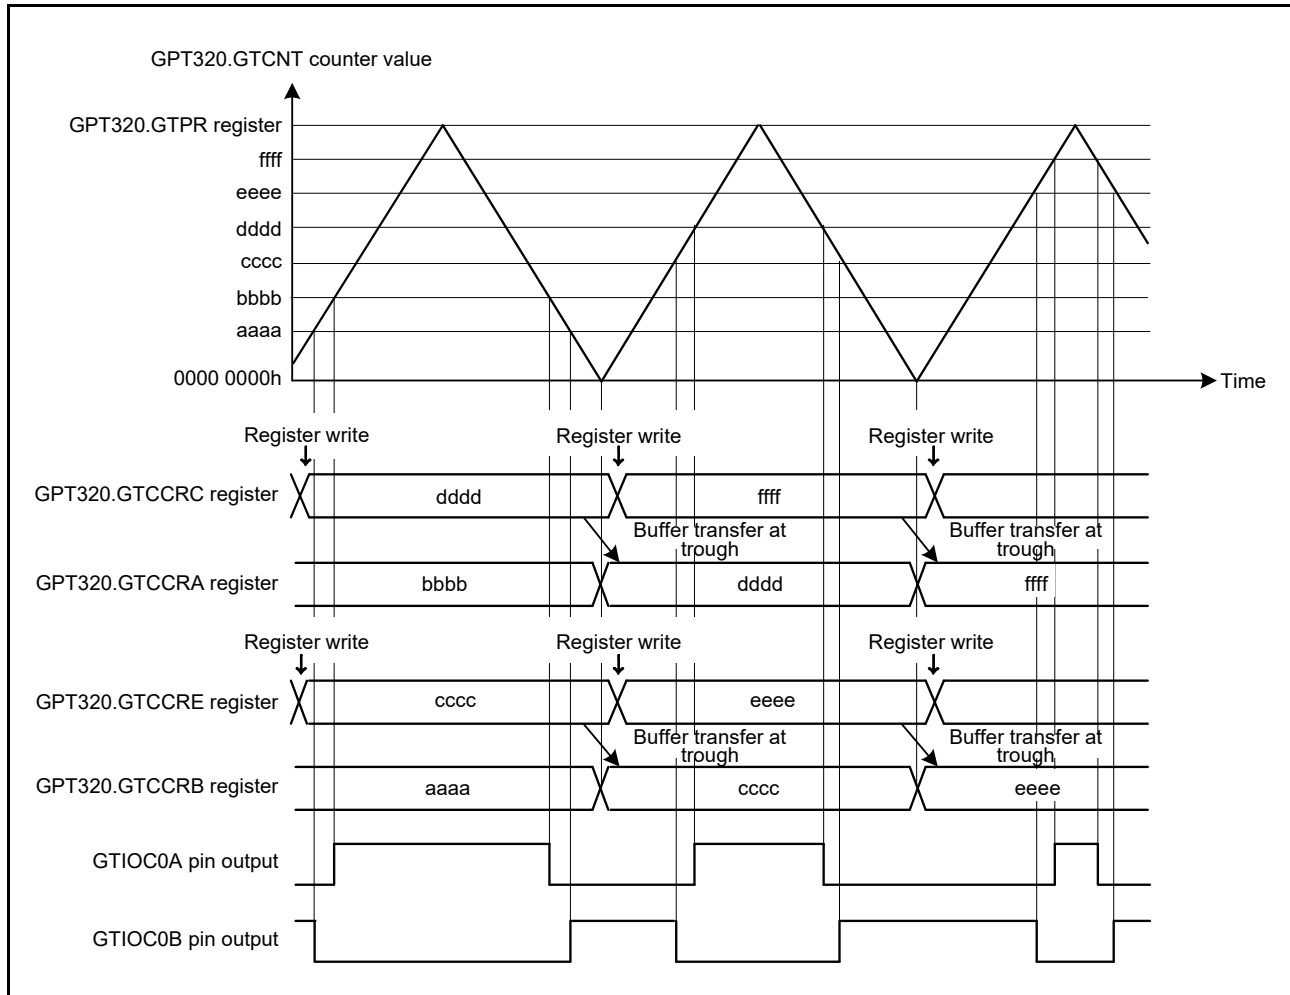 GPT320.GTCNT counter value
GPT320.GTPR register
ffff
eeee
dddd
cccc
bbbb
aaaa
0000 0000h
Time
Register write Register write Register write
GPT320.GTCCRC register dddd ffff
Buffer transfer at Buffer transfer at
trough trough
GPT320.GTCCRA register bbbb dddd ffff
Register write Register write Register write
GPT320.GTCCRE register cccc eeee
Buffer transfer at Buffer transfer at
trough trough
GPT320.GTCCRB register aaaa cccc eeee
GTIOC0A pin output
GTIOC0B pin output